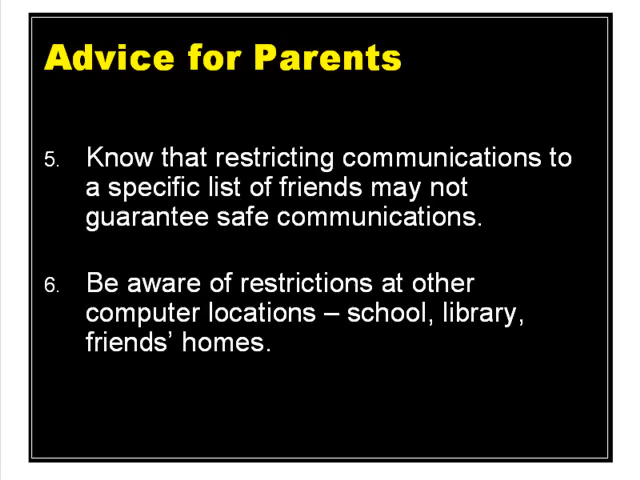 Advice for Parents
5. Know that restricting communications to
a specific list of friends may not
guarantee safe communications.
6. Be aware of restrictions at other
computer locations – school, library,
friends’ homes.